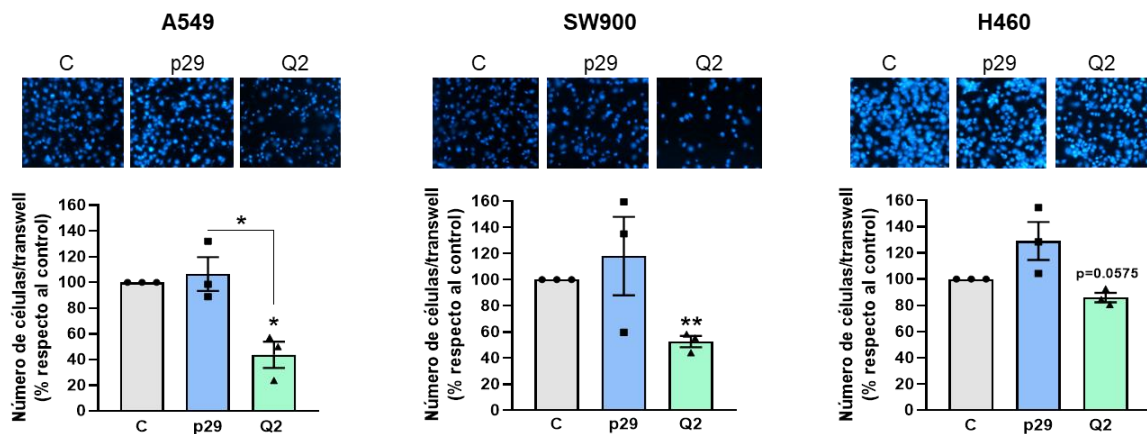 A549
C p29 Q2
Número de células/transwell
(% respecto al control)
160
140
120
100
80
60
40
20
0
*
*
C p29 Q2
SW900
C p29 Q2
Número de células/transwell
(% respecto al control)
160
140
120
100
80
60
40
20
0
**
C p29 Q2
H460
C p29 Q2
Número de células/transwell
(% respecto al control)
160
140
120
100
80
60
40
20
0
p=0.0575
C p29 Q2